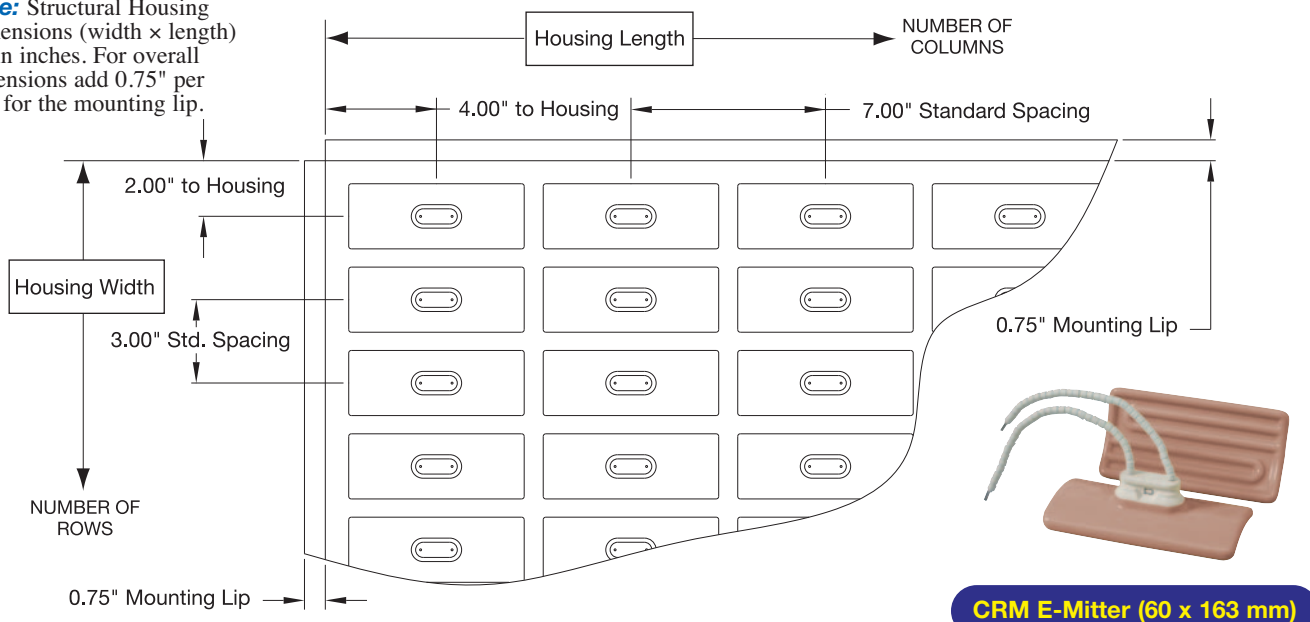 Structural Housing
(width × length)
n inches. For overall
add 0.75" per
for the mounting lip.
Housing Length
NUMBER OF
COLUMNS
4.00" to Housing
7.00" Standard Spacing
2.00" to Housing
Housing Width
3.00" Std. Spacing
0.75" Mounting Lip
NUMBER OF
ROWS
0.75" Mounting Lip
CRM E-Mitter (60 x 163 mm)